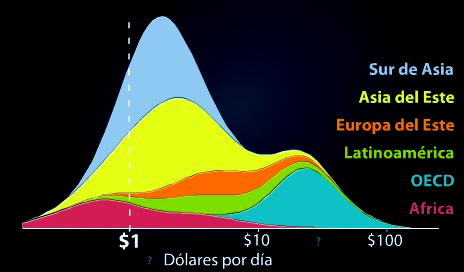 Sur de Asia
Asia del Este
Europa del Este
Latinoamérica
OECD
Africa
$1 $10 ? $100
? Dólares por día